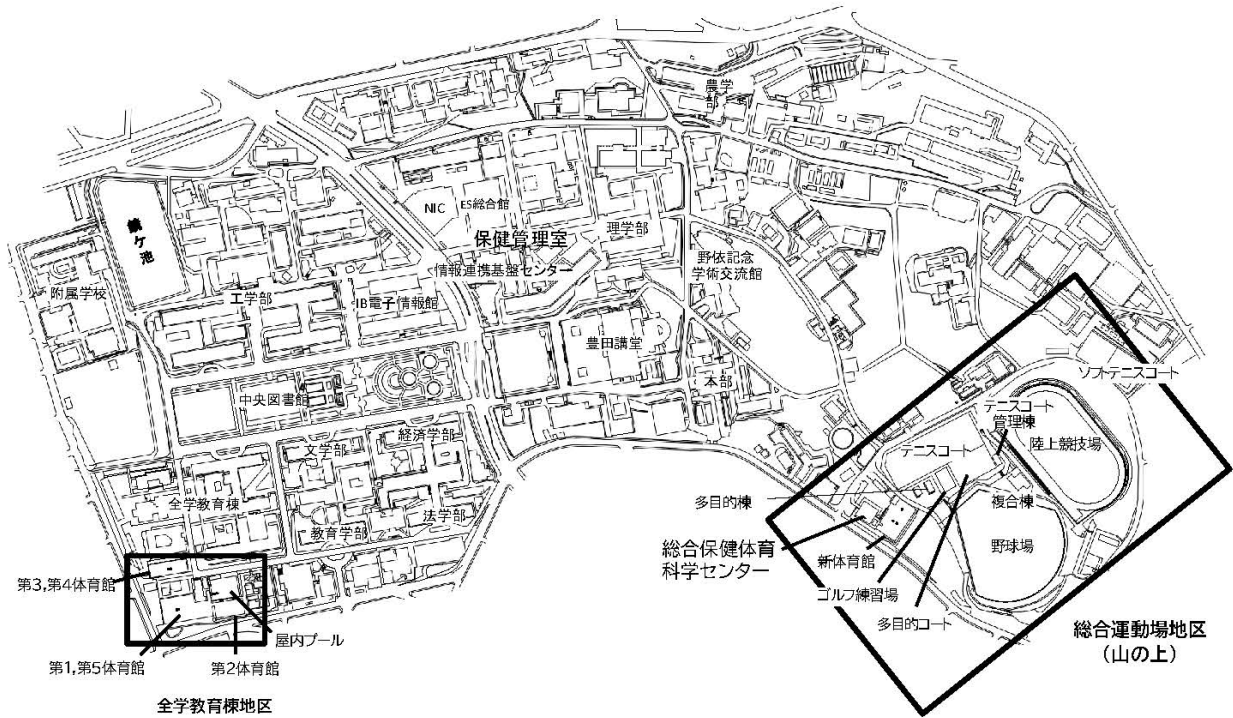 農学
部
NIC
ES総合館
保健管理室
理学部
野依記念
学術交流館
情報連携基盤センター
鏡ケ池
附属学校
工学部
IB電子情報館
豊田講堂
本部
ソフトテニスコート
中央図書館
テニスコート
管理棟
陸上競技場
文学部
経済学部
テニスコート
全学教育棟
多目的棟
複合棟
教育学部
法学部
総合保健体育
科学センター
新体育館
野球場
ゴルフ練習場
多目的コート
第3,第4体育館
屋内プール
総合運動場地区
(山の上)
第1,第5体育館
第2体育館
全学教育棟地区